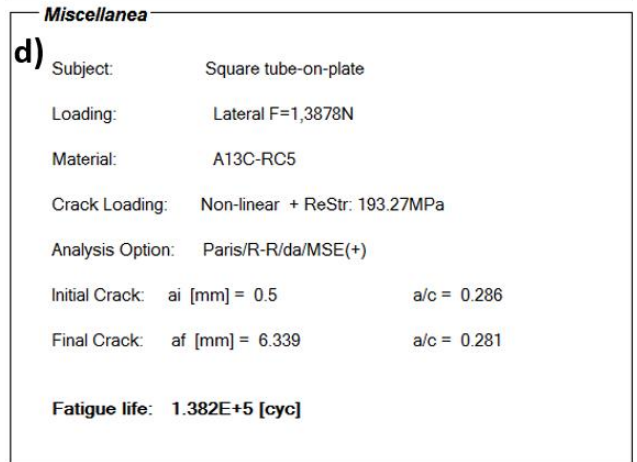 Miscellanea
d)
Subject: Square tube-on-plate
Loading: Lateral F=1,3878N
Material: A13C-RC5
Crack Loading: Non-linear + ReStr: 193.27MPa
Analysis Option: Paris/R-R/da/MSE(+)
Initial Crack: ai [mm] = 0.5 a/c = 0.286
Final Crack: af [mm] = 6.339 a/c = 0.281
Fatigue life: 1.382E+5 [cyc]